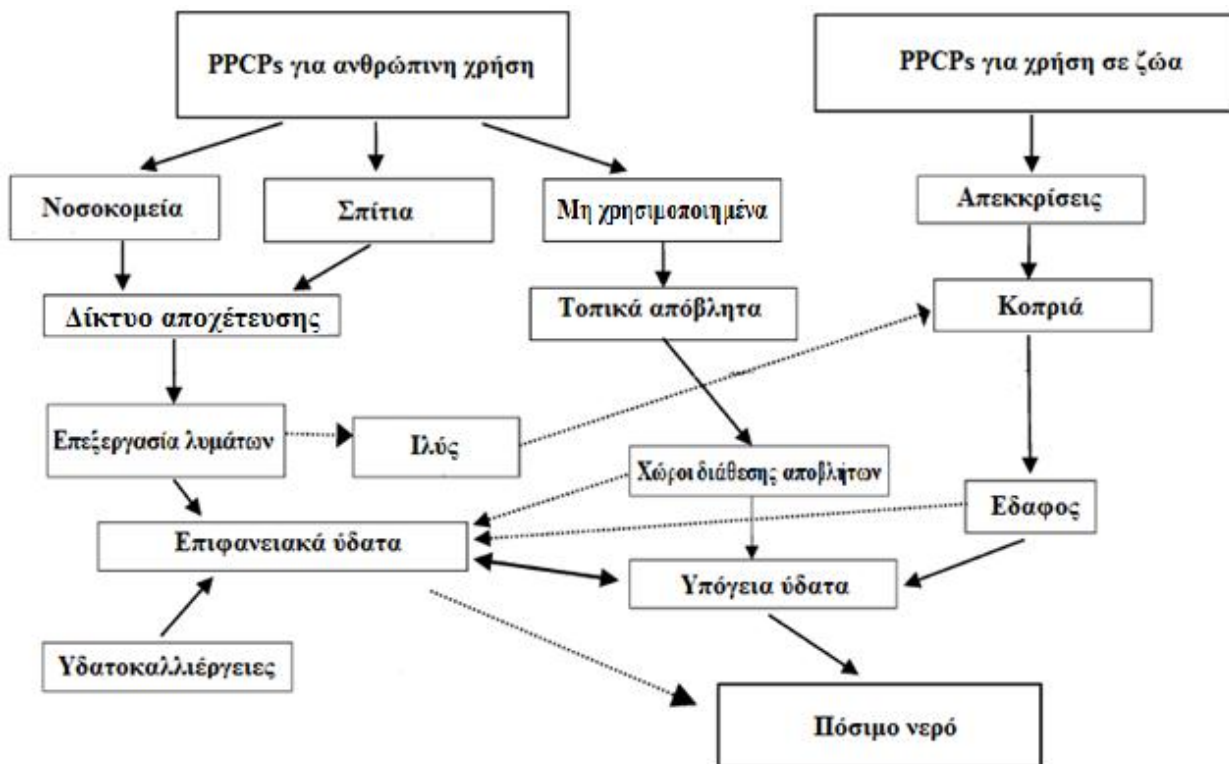 PPCPs για ανθρώπινη χρήση
PPCPs για χρήση σε ζώα
Νοσοκομεία
Σπίτια
Μη χρησιμοποιημένα
Απεκκρίσεις
Δίκτυο αποχέτευσης
Τοπικά απόβλητα
Κοπριά
Επεξεργασία λυμάτων
Ιλύς
Χώροι διάθεσης αποβλήτων
Εδαφος
Επιφανειακά ύδατα
Υπόγεια ύδατα
Υδατοκαλλιέργειες
Πόσιμο νερό